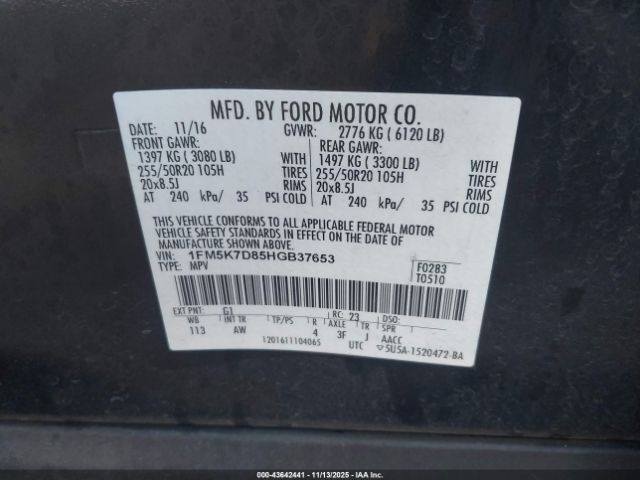 MFD. BY FORD MOTOR CO.
DATE: 11/16 GVWR: 2776 KG ( 6120 LB)
FRONT GAWR: REAR GAWR:
1397 KG ( 3080 LB) WITH 1497 KG ( 3300 LB) WITH
255/50R20 105H TIRES 255/50R20 105H TIRES
20x8.5J RIMS 20x8.5J RIMS
AT 240 kPa/ 35 PSI COLD AT 240 kPa/ 35 PSI COLD
THIS VEHICLE CONFORMS TO ALL APPLICABLE FEDERAL MOTOR
VEHICLE SAFETY STANDARDS IN EFFECT ON THE DATE OF
MANUFACTURE SHOWN ABOVE.
VIN: 1FM5K7D85HGB37653 F0283
TYPE: MPV T0510
EXT PNT: G1 RC: 23 DSO:
WB INT TR TP/PS R AXLE TR SPR
113 AW 4 3F J AACC
1201611104065 UTC ▽5U5A-1520472-BA
000-43642441 - 11/13/2025 - IAAI.com